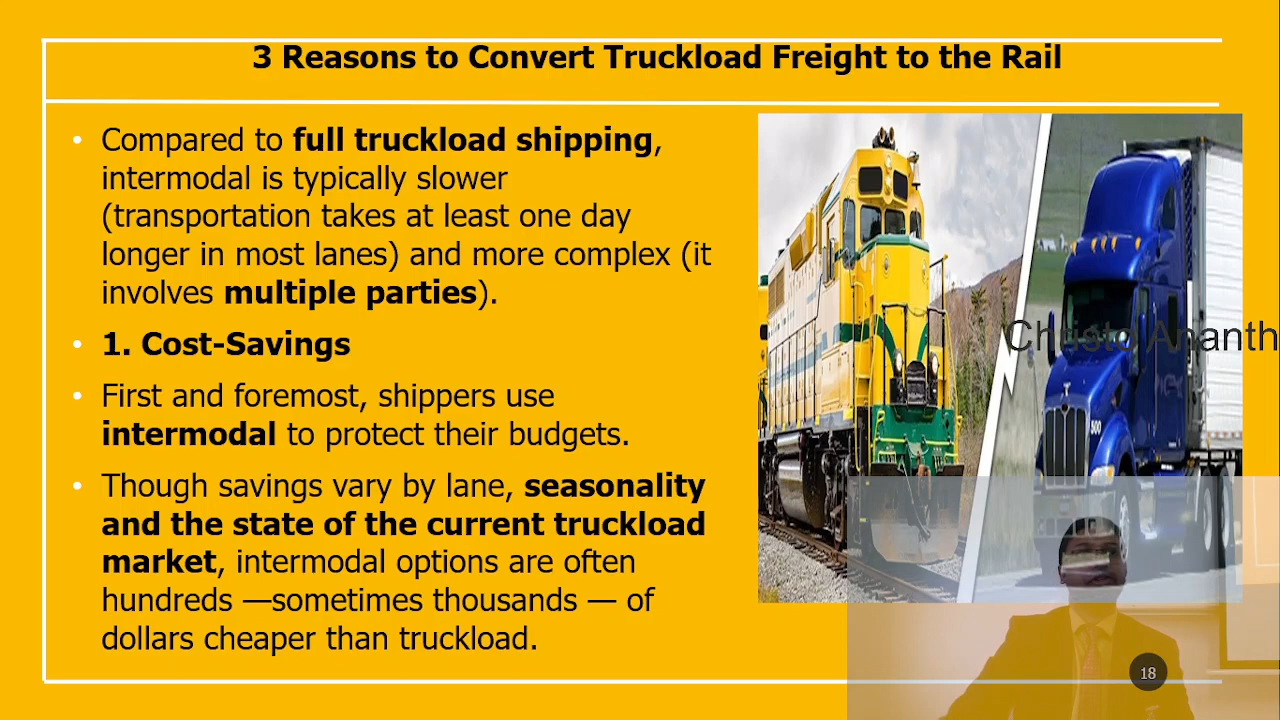 3 Reasons to Convert Truckload Freight to the Rail
• Compared to full truckload shipping,
intermodal is typically slower
(transportation takes at least one day
longer in most lanes) and more complex (it
involves multiple parties).
• 1. Cost-Savings
• First and foremost, shippers use
intermodal to protect their budgets.
• Though savings vary by lane, seasonality
and the state of the current truckload
market, intermodal options are often
hundreds —sometimes thousands — of
dollars cheaper than truckload.
500
Christo Ananth
18